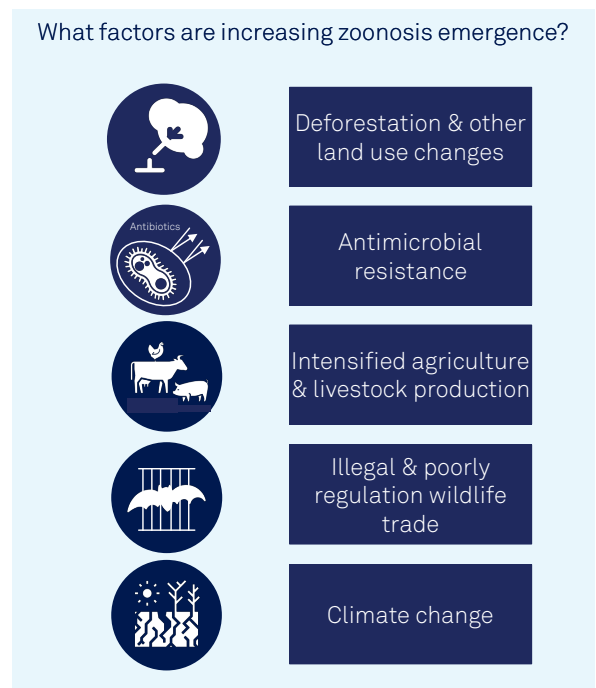 What factors are increasing zoonosis emergence?
Deforestation & other
land use changes
Antibiotics
Antimicrobial
resistance
Intensified agriculture
& livestock production
Illegal & poorly
regulation wildlife
trade
Climate change